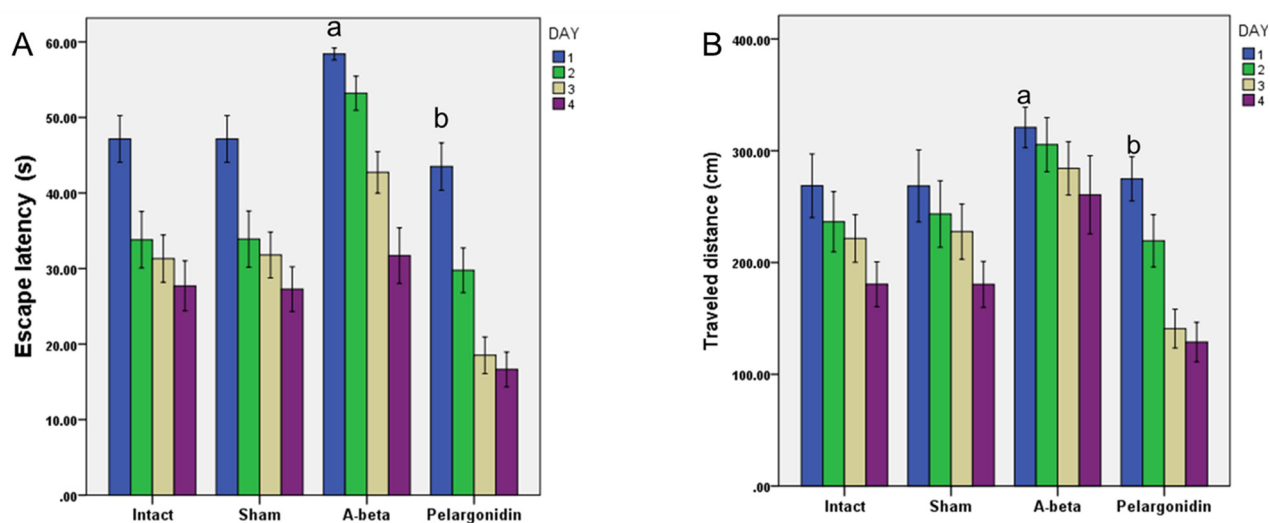 A
Escape latency (s)
60.00
50.00
40.00
30.00
20.00
10.00
.00
a
b
Intact
Sham
A-beta
Pelargonidin
DAY
1
2
3
4
B
Traveled distance (cm)
400.00
300.00
200.00
100.00
.00
a
b
Intact
Sham
A-beta
Pelargonidin
DAY
1
2
3
4